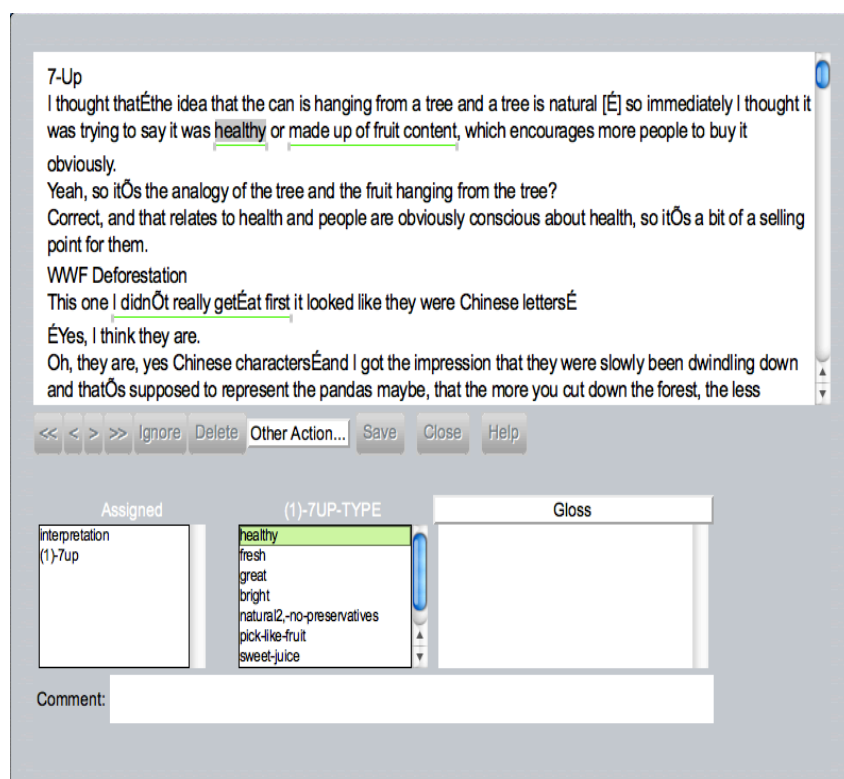 7-Up
I thought thatÉthe idea that the can is hanging from a tree and a tree is natural [É] so immediately I thought it
was trying to say it was healthy or made up of fruit content, which encourages more people to buy it
obviously.
Yeah, so itÕs the analogy of the tree and the fruit hanging from the tree?
Correct, and that relates to health and people are obviously conscious about health, so itÕs a bit of a selling
point for them.
WWF Deforestation
This one I didnÕt really getÉat first it looked like they were Chinese lettersÉ
ÉYes, I think they are.
Oh, they are, yes Chinese charactersÉand I got the impression that they were slowly been dwindling down
and thatÕs supposed to represent the pandas maybe, that the more you cut down the forest, the less
<< < > >> Ignore Delete Other Action... Save Close Help
Assigned (1)-7UP-TYPE Gloss
interpretation healthy
(1)-7up fresh
great
bright
natural2,-no-preservatives
pick-like-fruit
sweet-juice
Comment: